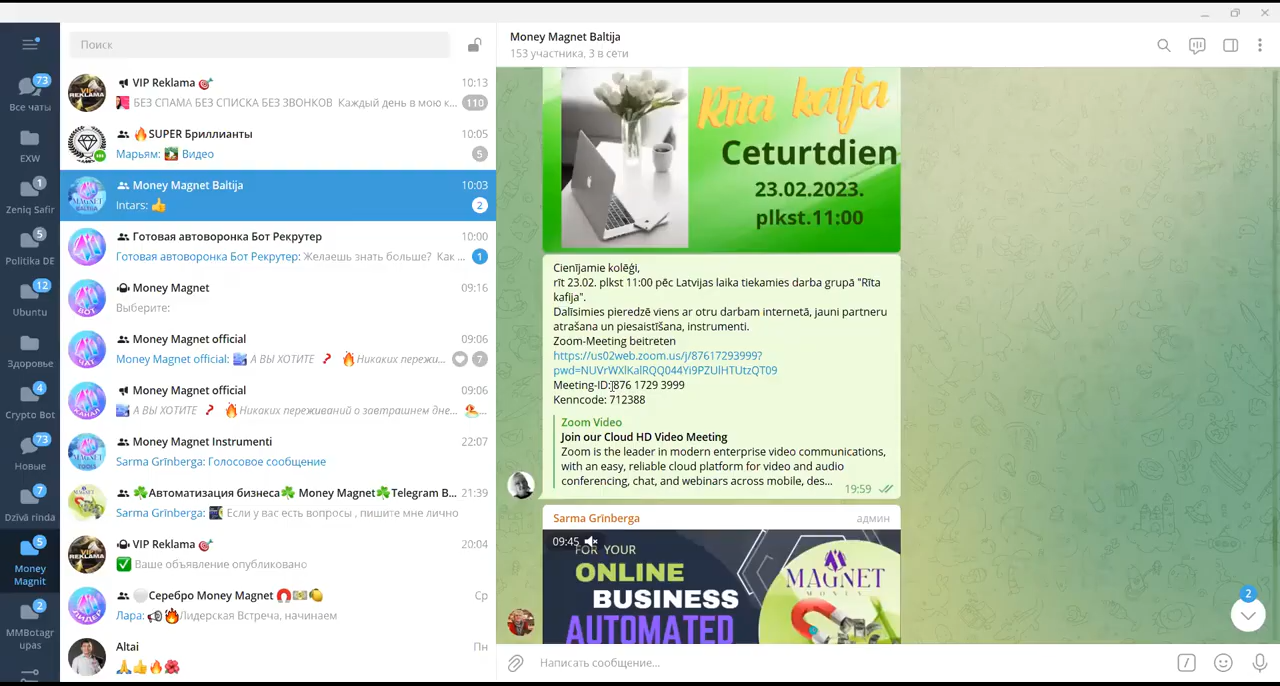 Поиск
73
Все чаты
EXW
1
Zeniq Safir
5
Politika DE
12
Ubuntu
Здоровье
4
Crypto Bot
73
Новые
7
Dzīvā rinda
5
Money
Magnit
2
MMBotagr
upas
VIP Reklama 🎯
10:13
БЕЗ СПАМА БЕЗ СПИСКА БЕЗ ЗВОНКОВ Каждый день в мою к...
110
🔥SUPER Бриллианты
10:05
Марьям: Видео
5
Money Magnet Baltija
10:03
Intars: 👍
2
Готовая автоворонка Бот Рекрутер
10:00
Готовая автоворонка Бот Рекрутер: Желаешь знать больше? Как ...
1
Money Magnet
09:16
Выберите:
Money Magnet official
09:06
Money Magnet official: А ВЫ ХОТИТЕ ❓ 🔥Никаких пережи...
7
Money Magnet official
09:06
А ВЫ ХОТИТЕ ❓ 🔥Никаких переживаний о завтрашнем дне...
Money Magnet Instrumenti
22:07
Sarma Grīnberga: Голосовое сообщение
🍀Автоматизация бизнеса🍀 Money Magnet🍀Telegram B...
21:39
Sarma Grīnberga: Если у вас есть вопросы , пишите мне лично
VIP Reklama 🎯
20:04
✅ Ваше объявление опубликовано
⚪Серебро Money Magnet 🧲💵🍋
Ср
Лара: 📢🔥Лидерская Встреча, начинаем
Altai
Пн
🙏👍🔥🌺
Money Magnet Baltija
153 участника, 3 в сети
Rīta kafija
Ceturtdien
23.02.2023.
plkst.11:00
Cienījamie kolēģi,
rīt 23.02. plkst 11:00 pēc Latvijas laika tiekamies darba grupā "Rīta
kafija".
Dalīsimies pieredzē viens ar otru darbam internetā, jauni partneru
atrašana un piesaistīšana, instrumenti.
Zoom-Meeting beitreten
https://us02web.zoom.us/j/87617293999?
pwd=NUVrWXlKalRQQ044Yi9PZUlHTUtzQT09
Meeting-ID: 876 1729 3999
Kenncode: 712388
Zoom Video
Join our Cloud HD Video Meeting
Zoom is the leader in modern enterprise video communications,
with an easy, reliable cloud platform for video and audio
conferencing, chat, and webinars across mobile, des...
19:59
Sarma Grīnberga
админ
09:45
FOR YOUR
ONLINE
BUSINESS
AUTOMATED
MAGNET
MONEY
2
Написать сообщение...